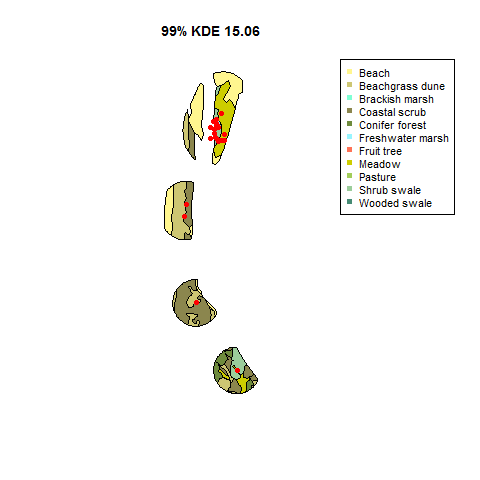 99% KDE 15.06
Beach
Beachgrass dune
Brackish marsh
Coastal scrub
Conifer forest
Freshwater marsh
Fruit tree
Meadow
Pasture
Shrub swale
Wooded swale